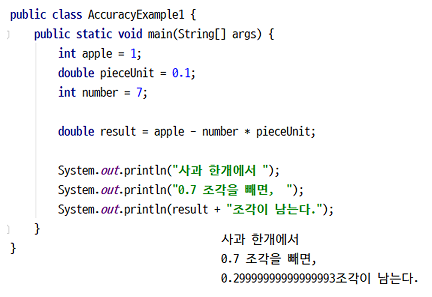 public class AccuracyExample1 {
public static void main(String[] args) {
int apple = 1;
double pieceUnit = 0.1;
int number = 7;
double result = apple - number * pieceUnit;
System.out.println("사과 한개에서 ");
System.out.println("0.7 조각을 빼면,  ");
System.out.println(result + "조각이 남는다.");
}
}
사과 한개에서
0.7 조각을 빼면,
0.29999999999999993조각이 남는다.